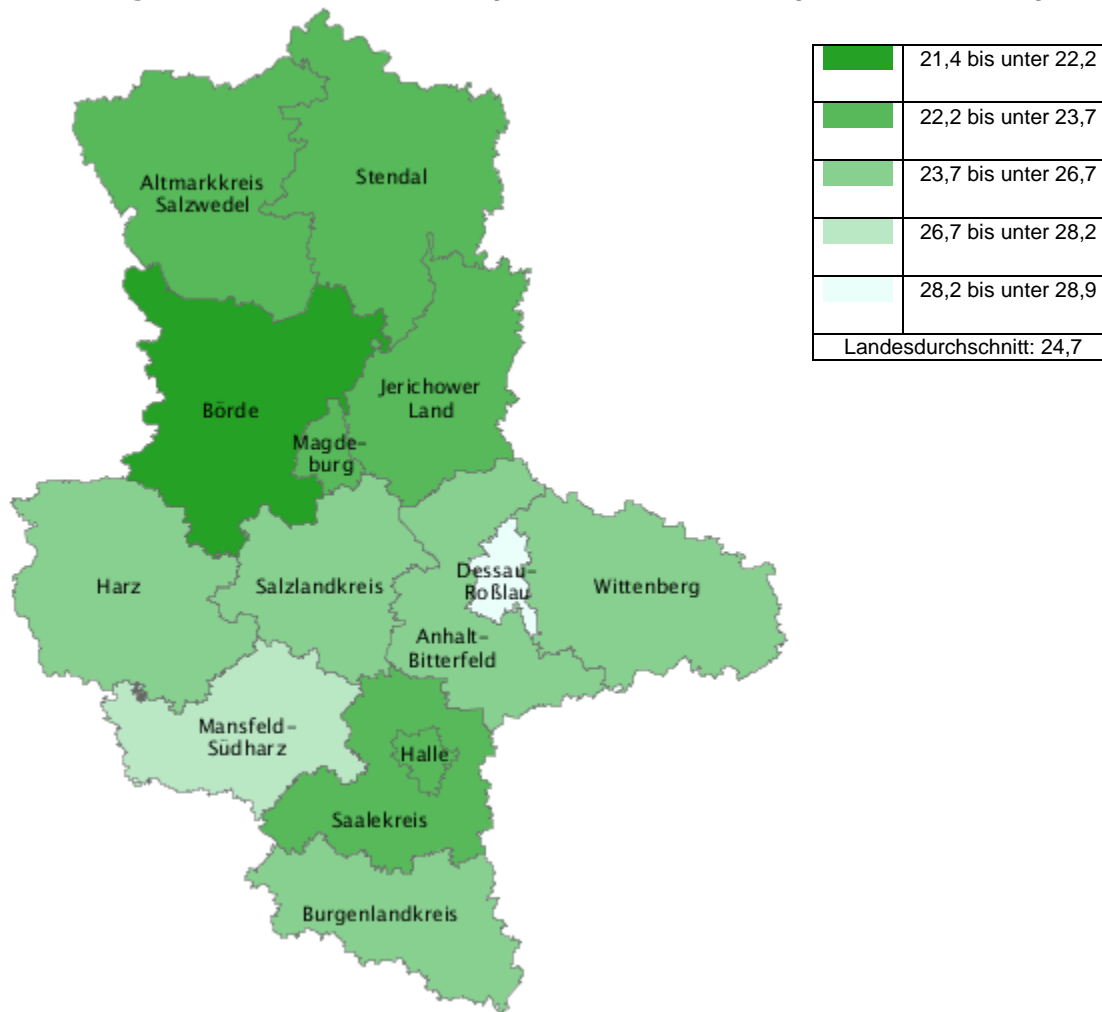 21,4 bis unter 22,2
22,2 bis unter 23,7
23,7 bis unter 26,7
26,7 bis unter 28,2
28,2 bis unter 28,9
Landesdurchschnitt: 24,7
Altmarkkreis
Salzwedel
Stendal
Börde
Jerichower
Land
Magde-
burg
Harz
Salzlandkreis
Dessau-
Roßlau
Wittenberg
Anhalt-
Bitterfeld
Mansfeld-
Südharz
Halle
Saalekreis
Burgenlandkreis